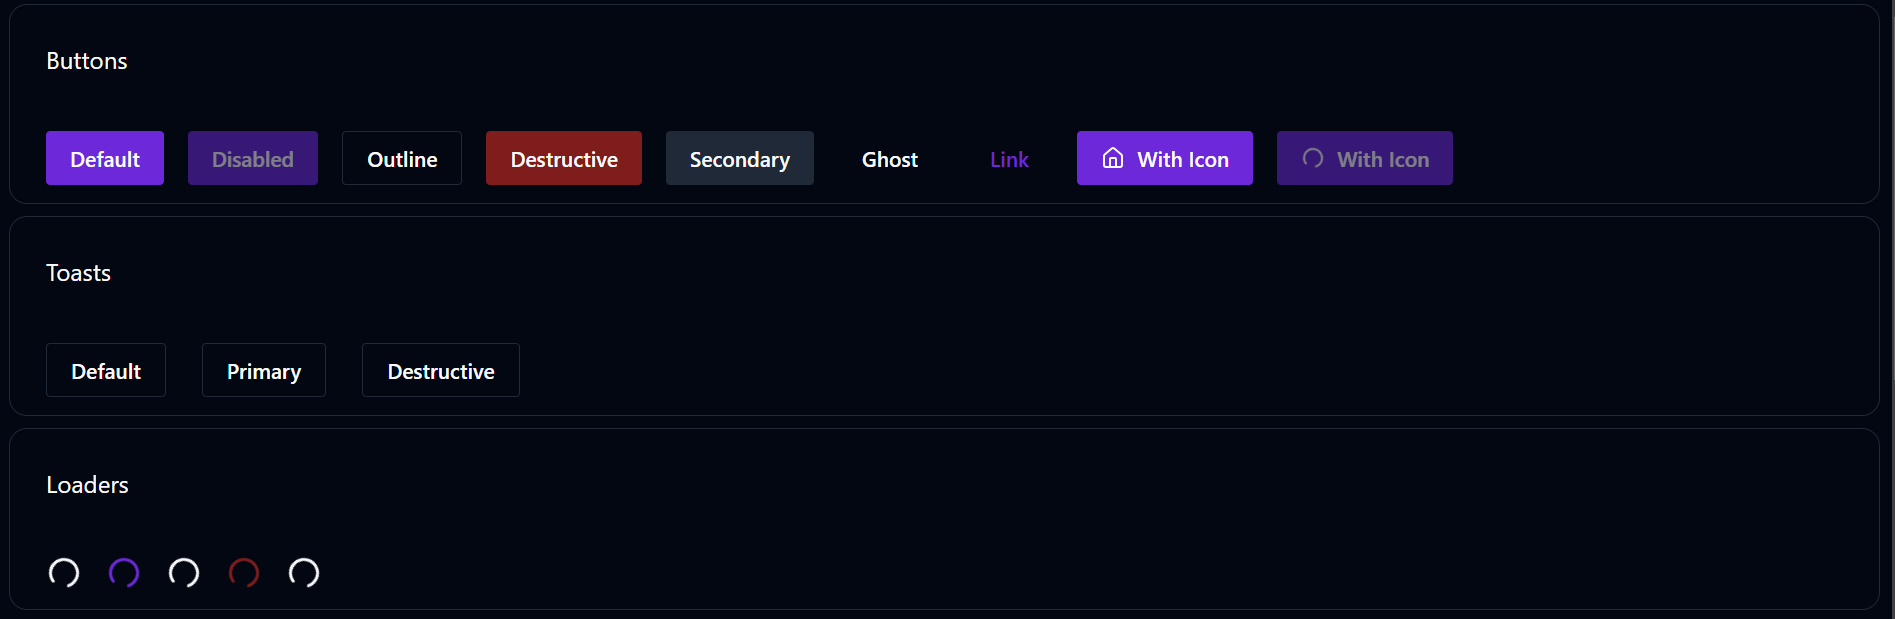 Buttons
Default Disabled Outline Destructive Secondary Ghost Link With Icon With Icon
Toasts
Default Primary Destructive
Loaders